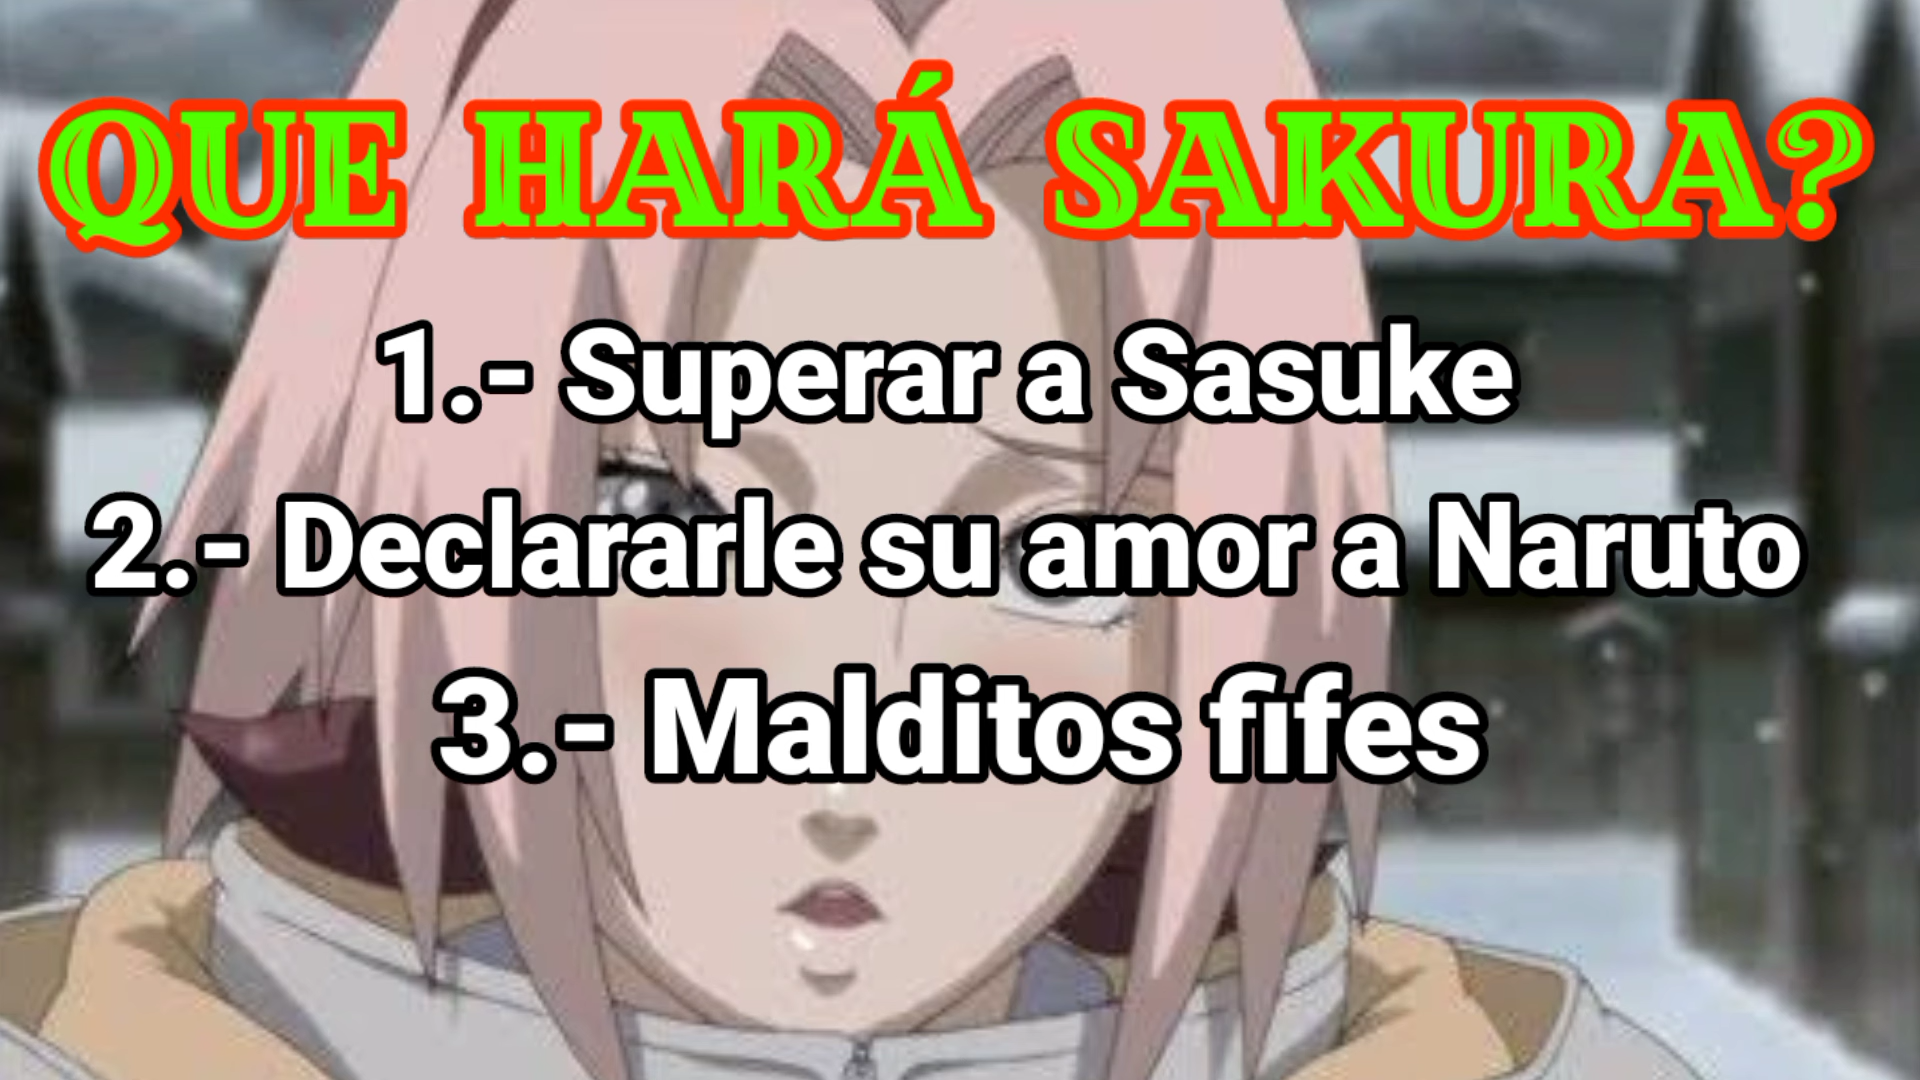 QUE HARÁ SAKURA?
1.- Superar a Sasuke
2.- Declararle su amor a Naruto
3.- Malditos fifes